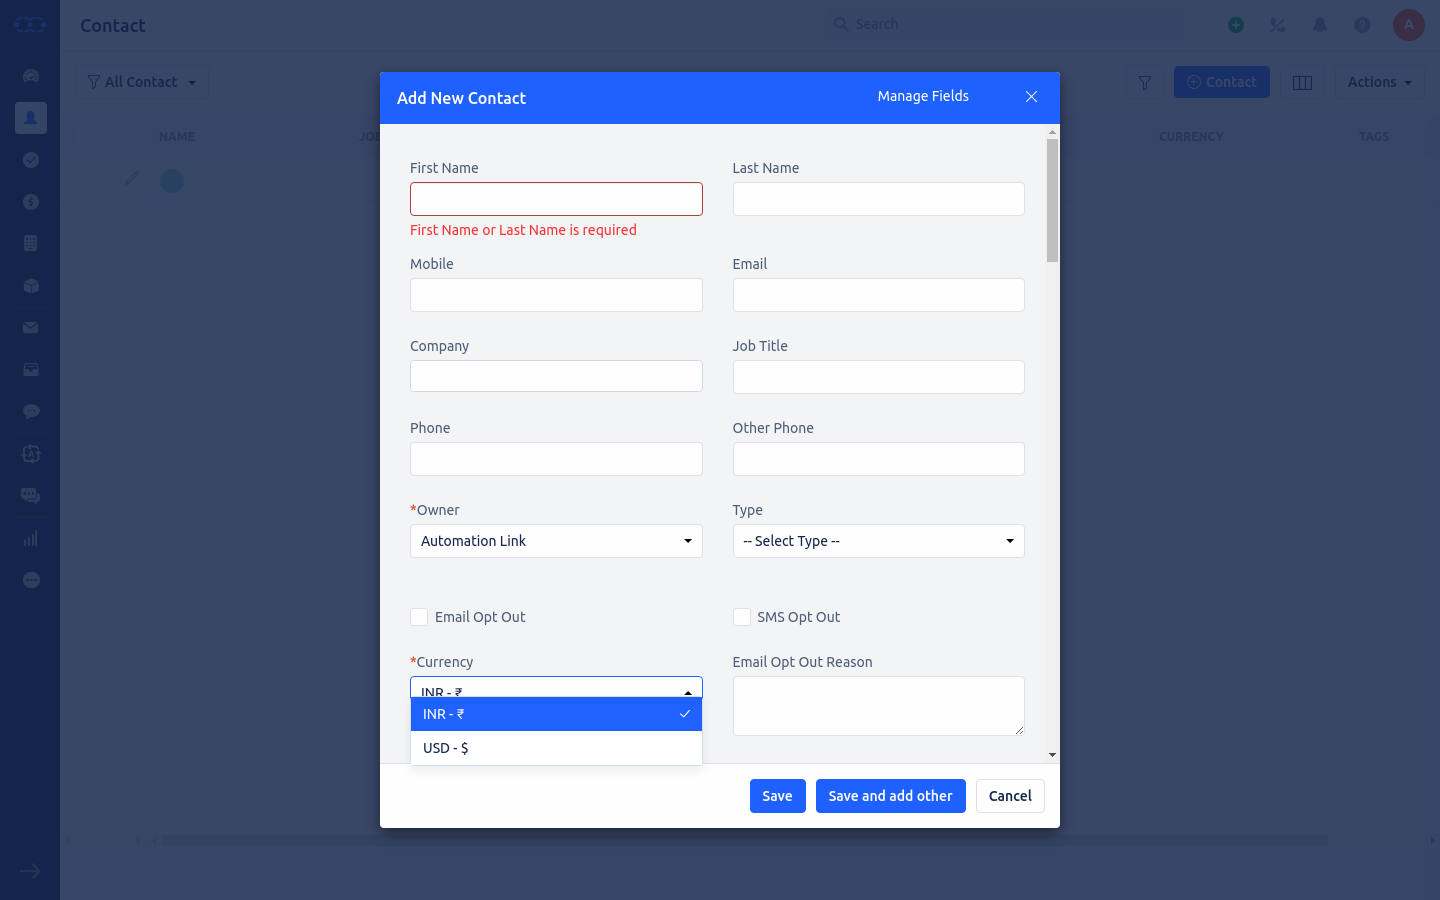 Contact
Search
A
All Contact
Contact
Actions
NAME
CURRENCY
TAGS
Add New Contact
Manage Fields
First Name
Last Name
First Name or Last Name is required
Mobile
Email
Company
Job Title
Phone
Other Phone
*Owner
Type
Automation Link
-- Select Type --
Email Opt Out
SMS Opt Out
*Currency
Email Opt Out Reason
INR - ₹
INR - ₹
USD - $
Save
Save and add other
Cancel